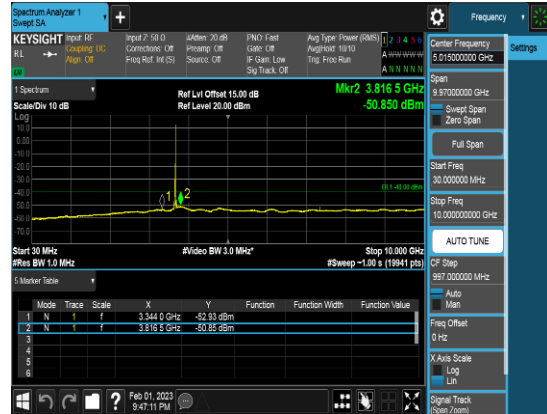 Spectrum Analyzer 1
Swept SA
+
Frequency
KEYSIGHT
Input: RF
Coupling: DC
Align: Off
Input Z: 50 Ω
Corrections: Off
Freq Ref: Int (S)
#Atten: 20 dB
Preamp: Off
Source: Off
PNO: Fast
Gate: Off
IF Gain: Low
Sig Track: Off
Avg Type: Power (RMS)
Avg|Hold: 10/10
Trig: Free Run
1 2 3 4 5 6
A W W W W W
A N N N N N
RL
1 Spectrum
Scale/Div 10 dB
Ref Lvl Offset 15.00 dB
Ref Level 20.00 dBm
Mkr2 3.816 5 GHz
-50.850 dBm
Log
10.0
0.00
-10.0
-20.0
-30.0
-40.0
-50.0
-60.0
-70.0
DL1 -40.00 dBm
1
2
Start 30 MHz
#Res BW 1.0 MHz
#Video BW 3.0 MHz*
Stop 10.000 GHz
#Sweep ~1.00 s (19941 pts)
5 Marker Table
Mode Trace Scale X Y Function Function Width Function Value
1 N 1 f 3.344 0 GHz -52.93 dBm
2 N 1 f 3.816 5 GHz -50.85 dBm
3
4
5
6
Feb 01, 2023
9:47:11 PM
Center Frequency
5.015000000 GHz
Settings
Span
9.97000000 GHz
Swept Span
Zero Span
Full Span
Start Freq
30.000000 MHz
Stop Freq
10.000000000 GHz
AUTO TUNE
CF Step
997.000000 MHz
Auto
Man
Freq Offset
0 Hz
X Axis Scale
Log
Lin
Signal Track
(Span Zoom)